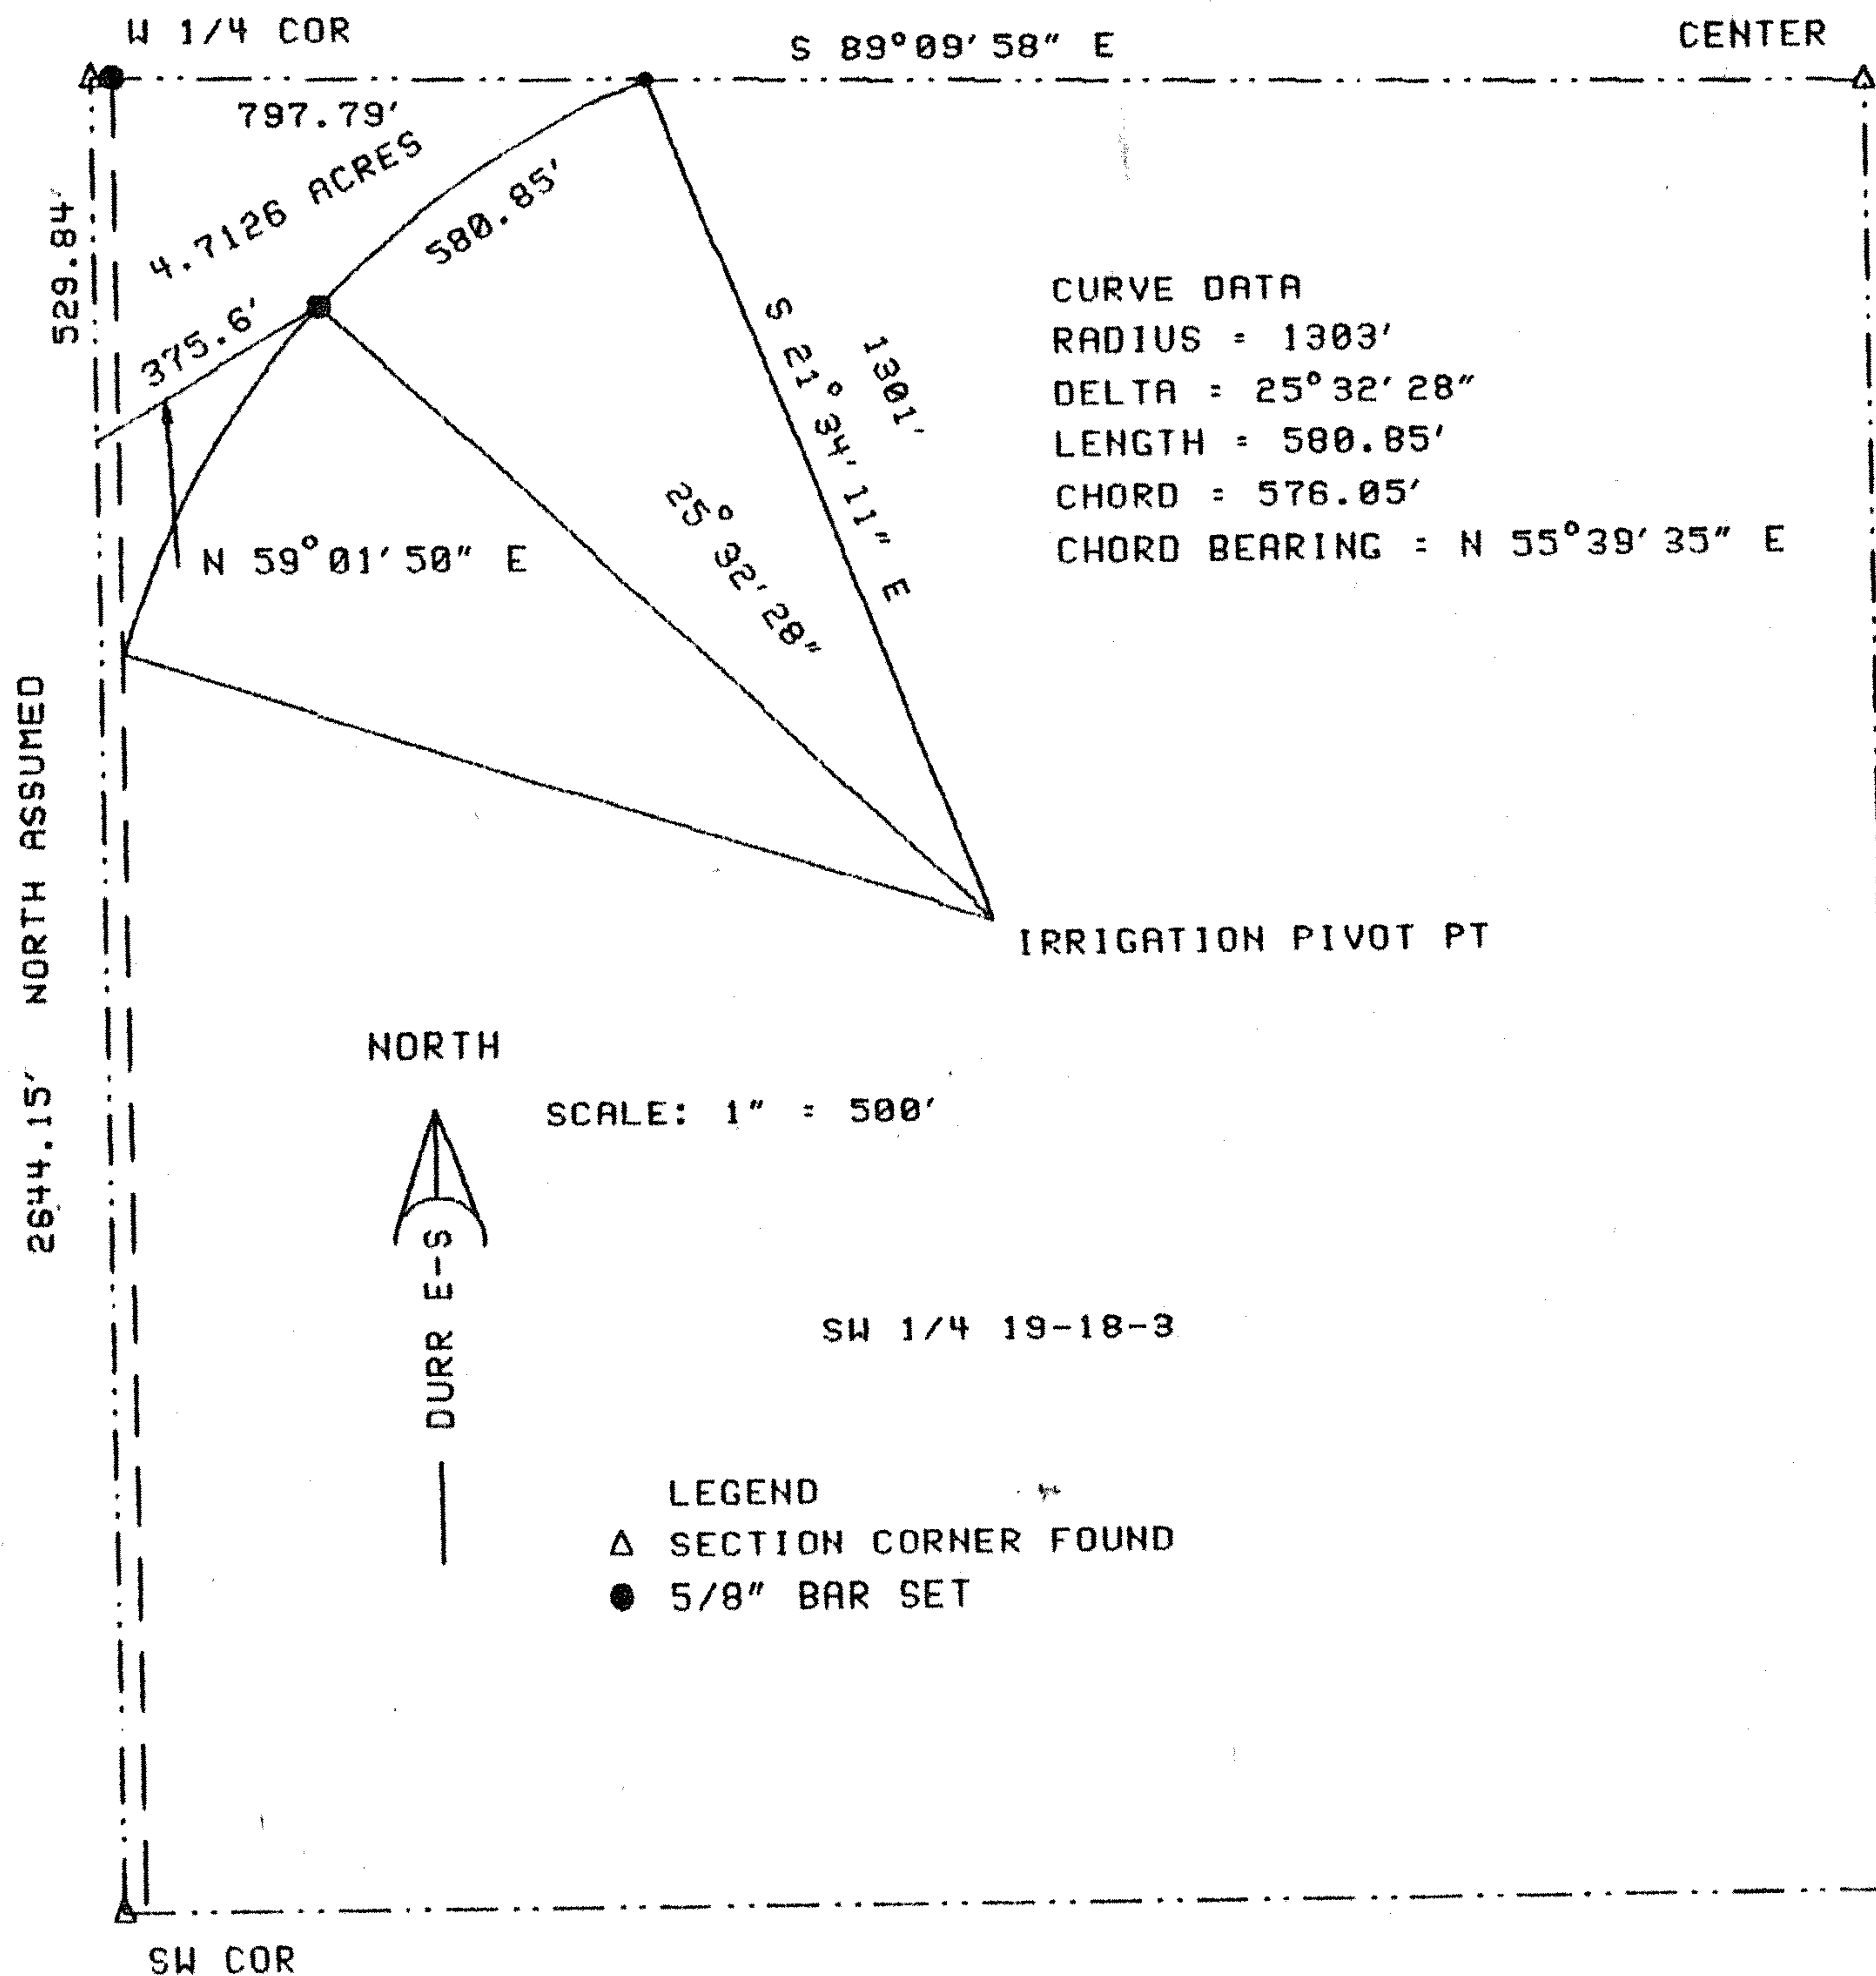 W 1/4 COR
S 89°09'58" E
CENTER
797.79'
4.7126 ACRES
580.85'
529.84'
375.6'
N 59°01'50" E
S 21°34'11" E
1301'
25°32'28"
CURVE DATA
RADIUS = 1303'
DELTA = 25°32'28"
LENGTH = 580.85'
CHORD = 576.05'
CHORD BEARING = N 55°39'35" E
IRRIGATION PIVOT PT
2644.15' NORTH ASSUMED
NORTH
SCALE: 1" = 500'
DURR E-S
SW 1/4 19-18-3
LEGEND
Δ SECTION CORNER FOUND
● 5/8" BAR SET
SW COR